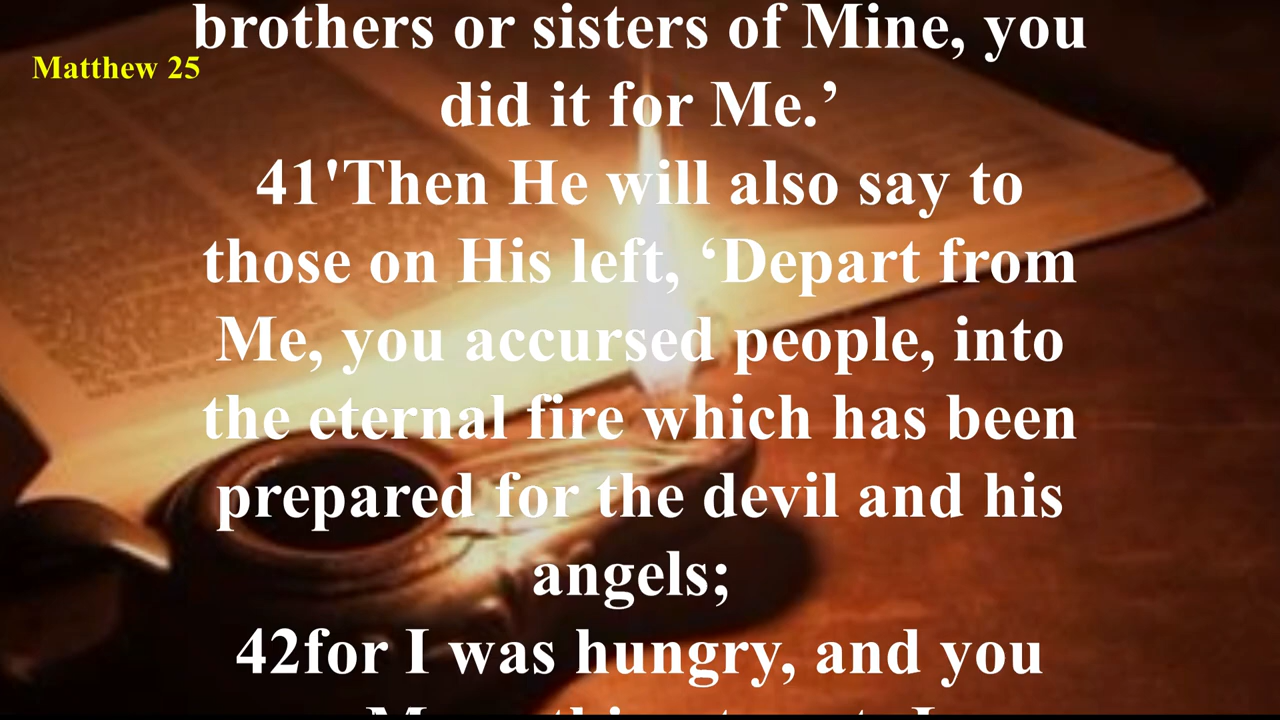 brothers or sisters of Mine, you
Matthew 25
did it for Me.’
41'Then He will also say to
those on His left, ‘Depart from
Me, you accursed people, into
the eternal fire which has been
prepared for the devil and his
angels;
42for I was hungry, and you